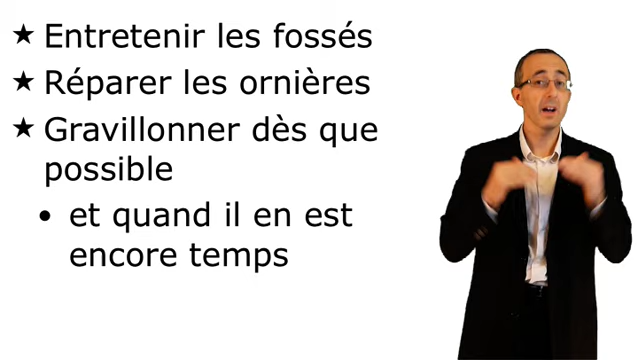 ★ Entretenir les fossés
★ Réparer les ornières
★ Gravillonner dès que
possible
• et quand il en est
encore temps